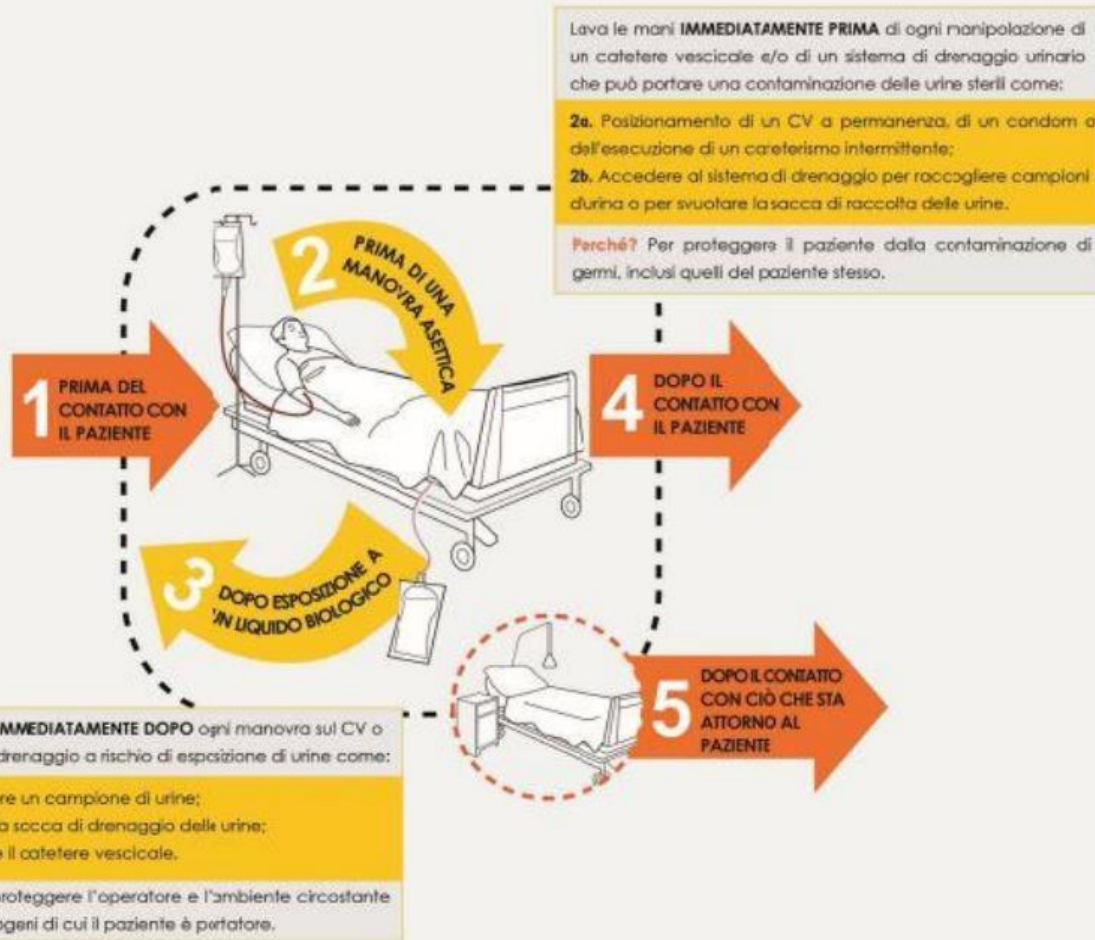 Lava le mani IMMEDIATAMENTE PRIMA di ogni manipolazione di
un catetere vescicale e/o di un sistema di drenaggio urinario
che può portare una contaminazione delle urine sterili come:
2a. Posizionamento di un CV a permanenza, di un condom o
dell'esecuzione di un cateterismo intermittente;
2b. Accedere al sistema di drenaggio per raccogliere campioni
d'urina o per svuotare la sacca di raccolta delle urine.
Perché? Per proteggere il paziente dalla contaminazione di
germi, inclusi quelli del paziente stesso.
2 PRIMA DI UNA
MANOVRA ASETTICA
1 PRIMA DEL
CONTATTO CON
IL PAZIENTE
4 DOPO IL
CONTATTO CON
IL PAZIENTE
3 DOPO ESPOSIZIONE A
UN LIQUIDO BIOLOGICO
5 DOPO IL CONTATTO
CON CIÒ CHE STA
ATTORNO AL
PAZIENTE
IMMEDIATAMENTE DOPO ogni manovra sul CV o
drenaggio a rischio di esposizione di urine come:
re un campione di urine;
a sacca di drenaggio delle urine;
e il catetere vescicale.
roteggere l'operatore e l'ambiente circostante
ogeni di cui il paziente è portatore.